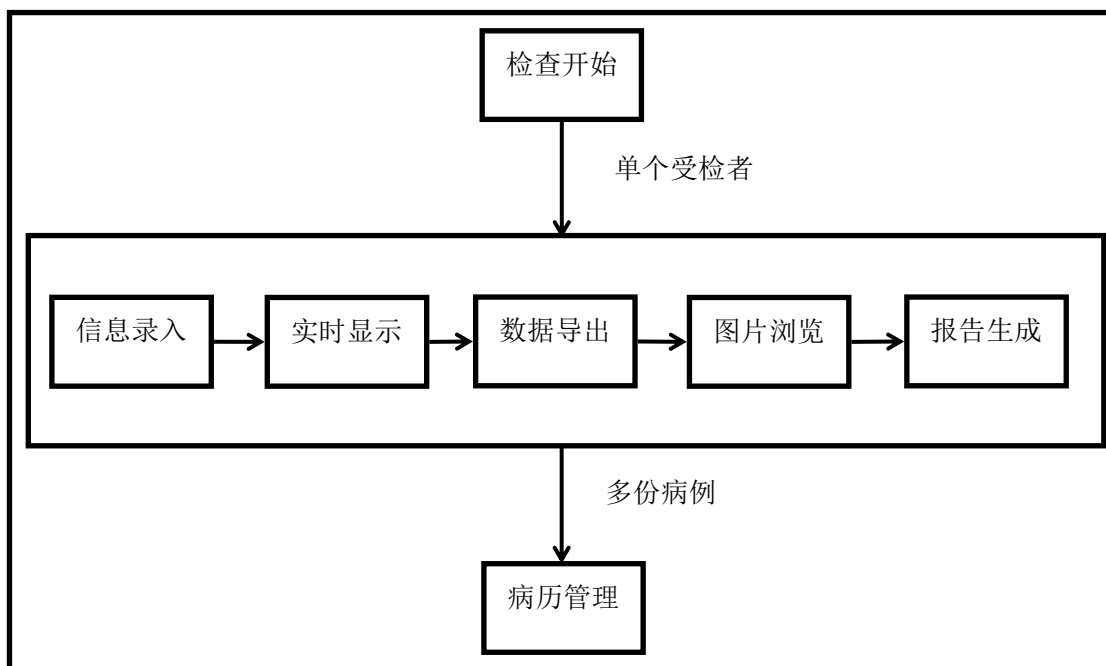 检查开始
单个受检者
信息录入
实时显示
数据导出
图片浏览
报告生成
多份病例
病历管理